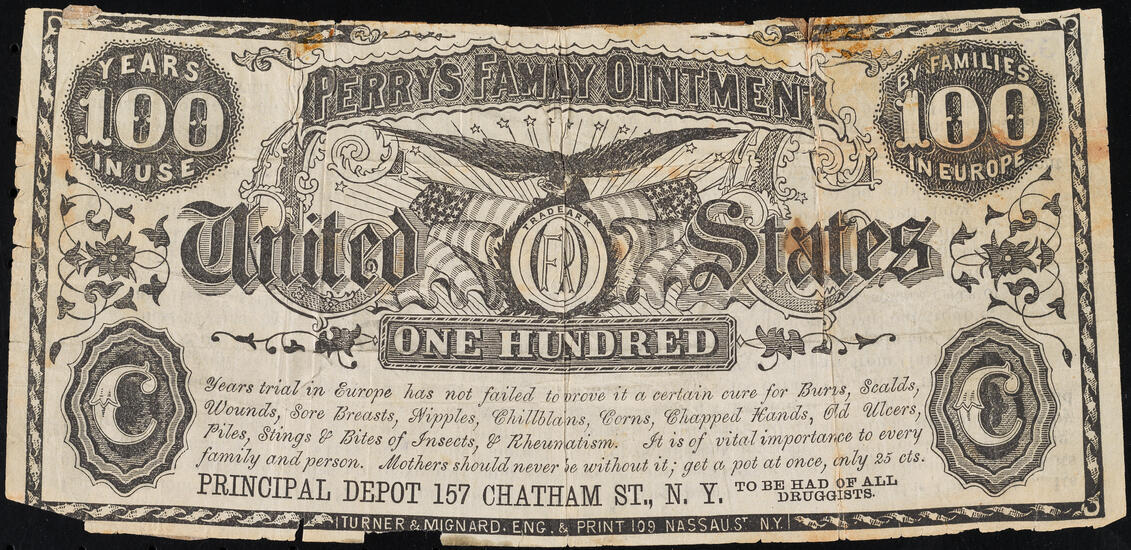 YEARS
100
IN USE
PERRY'S FAMILY OINTMENT
BY FAMILIES
100
IN EUROPE
United States
TRADE MARK
ONE HUNDRED
C
C
Years trial in Europe has not failed to prove it a certain cure for Burns, Scalds,
Wounds, Sore Breasts, Nipples, Chillblans, Corns, Chapped Hands, Old Ulcers,
Piles, Stings & Bites of Insects, & Rheumatism. It is of vital importance to every
family and person. Mothers should never be without it; get a pot at once, only 25 cts.
PRINCIPAL DEPOT 157 CHATHAM ST., N. Y. TO BE HAD OF ALL
DRUGGISTS.
TURNER & MIGNARD. ENG. & PRINT 109 NASSAU ST N.Y.